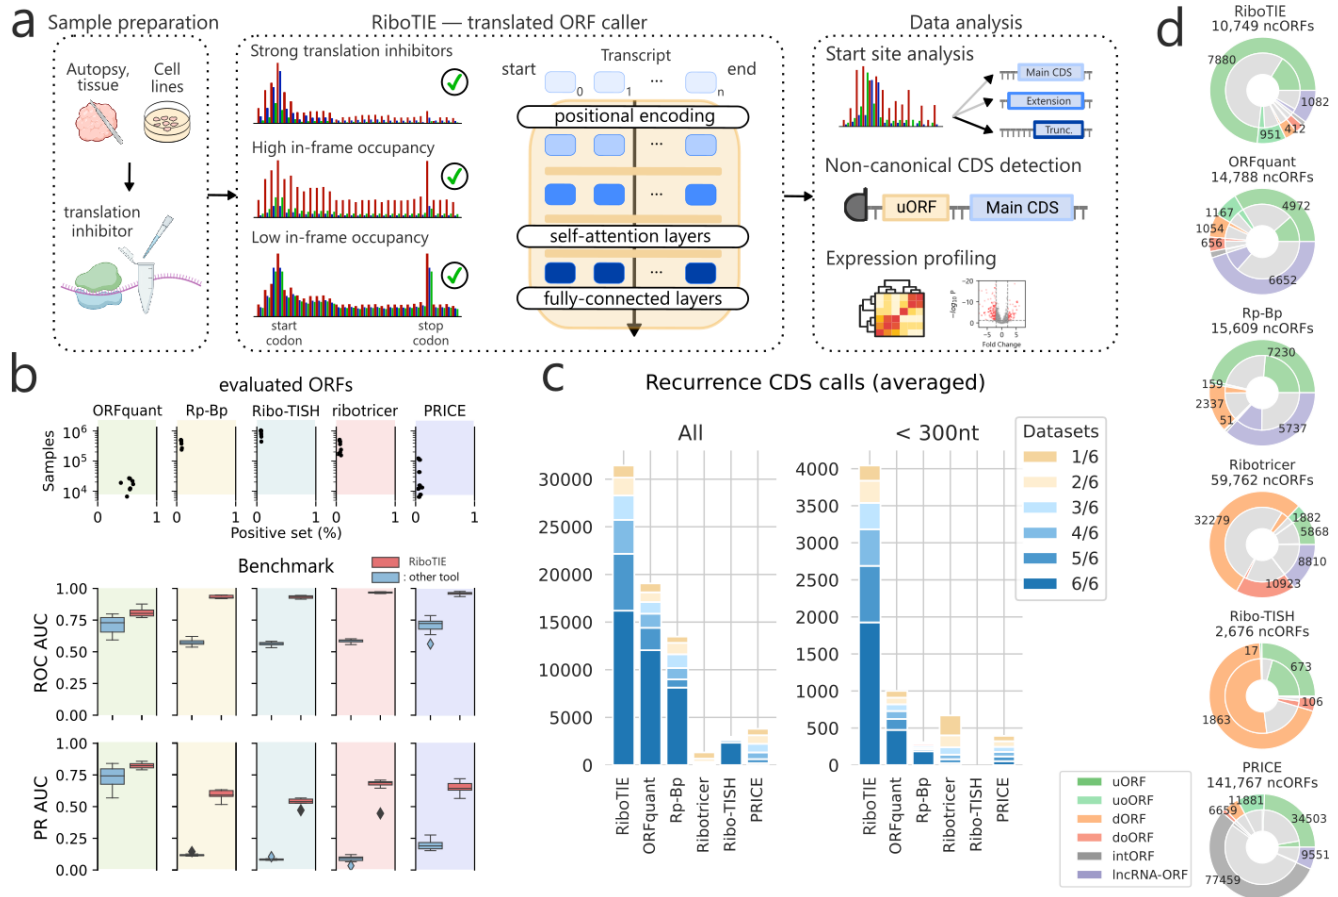 a
Sample preparation
Autopsy,
tissue
Cell
lines
translation
inhibitor
RiboTIE — translated ORF caller
Strong translation inhibitors
High in-frame occupancy
Low in-frame occupancy
start
codon
stop
codon
Transcript
start
end
0
1
...
n
positional encoding
...
...
self-attention layers
...
fully-connected layers
Data analysis
Start site analysis
Main CDS
Extension
Trunc.
Non-canonical CDS detection
uORF
Main CDS
Expression profiling
−log10 P
−20
−10
0
−5
0
5
Fold Change
b
evaluated ORFs
ORFquant
Rp-Bp
Ribo-TISH
ribotricer
PRICE
Samples
10^6
10^5
10^4
0 1
0 1
0 1
0 1
0 1
Positive set (%)
Benchmark
RiboTIE
: other tool
ROC AUC
1.00
0.75
0.50
0.25
0.00
PR AUC
1.00
0.75
0.50
0.25
0.00
c
Recurrence CDS calls (averaged)
All
30000
25000
20000
15000
10000
5000
0
RiboTIE
ORFquant
Rp-Bp
Ribotricer
Ribo-TISH
PRICE
< 300nt
4000
3500
3000
2500
2000
1500
1000
500
0
RiboTIE
ORFquant
Rp-Bp
Ribotricer
Ribo-TISH
PRICE
Datasets
1/6
2/6
3/6
4/6
5/6
6/6
d
RiboTIE
10,749 ncORFs
7880
1082
412
951
ORFquant
14,788 ncORFs
4972
1167
1054
656
6652
Rp-Bp
15,609 ncORFs
7230
159
2337
51
5737
Ribotricer
59,762 ncORFs
32279
1882
5868
8810
10923
Ribo-TISH
2,676 ncORFs
17
673
106
1863
PRICE
141,767 ncORFs
11881
6659
34503
9551
77459
uORF
uoORF
dORF
doORF
intORF
lncRNA-ORF